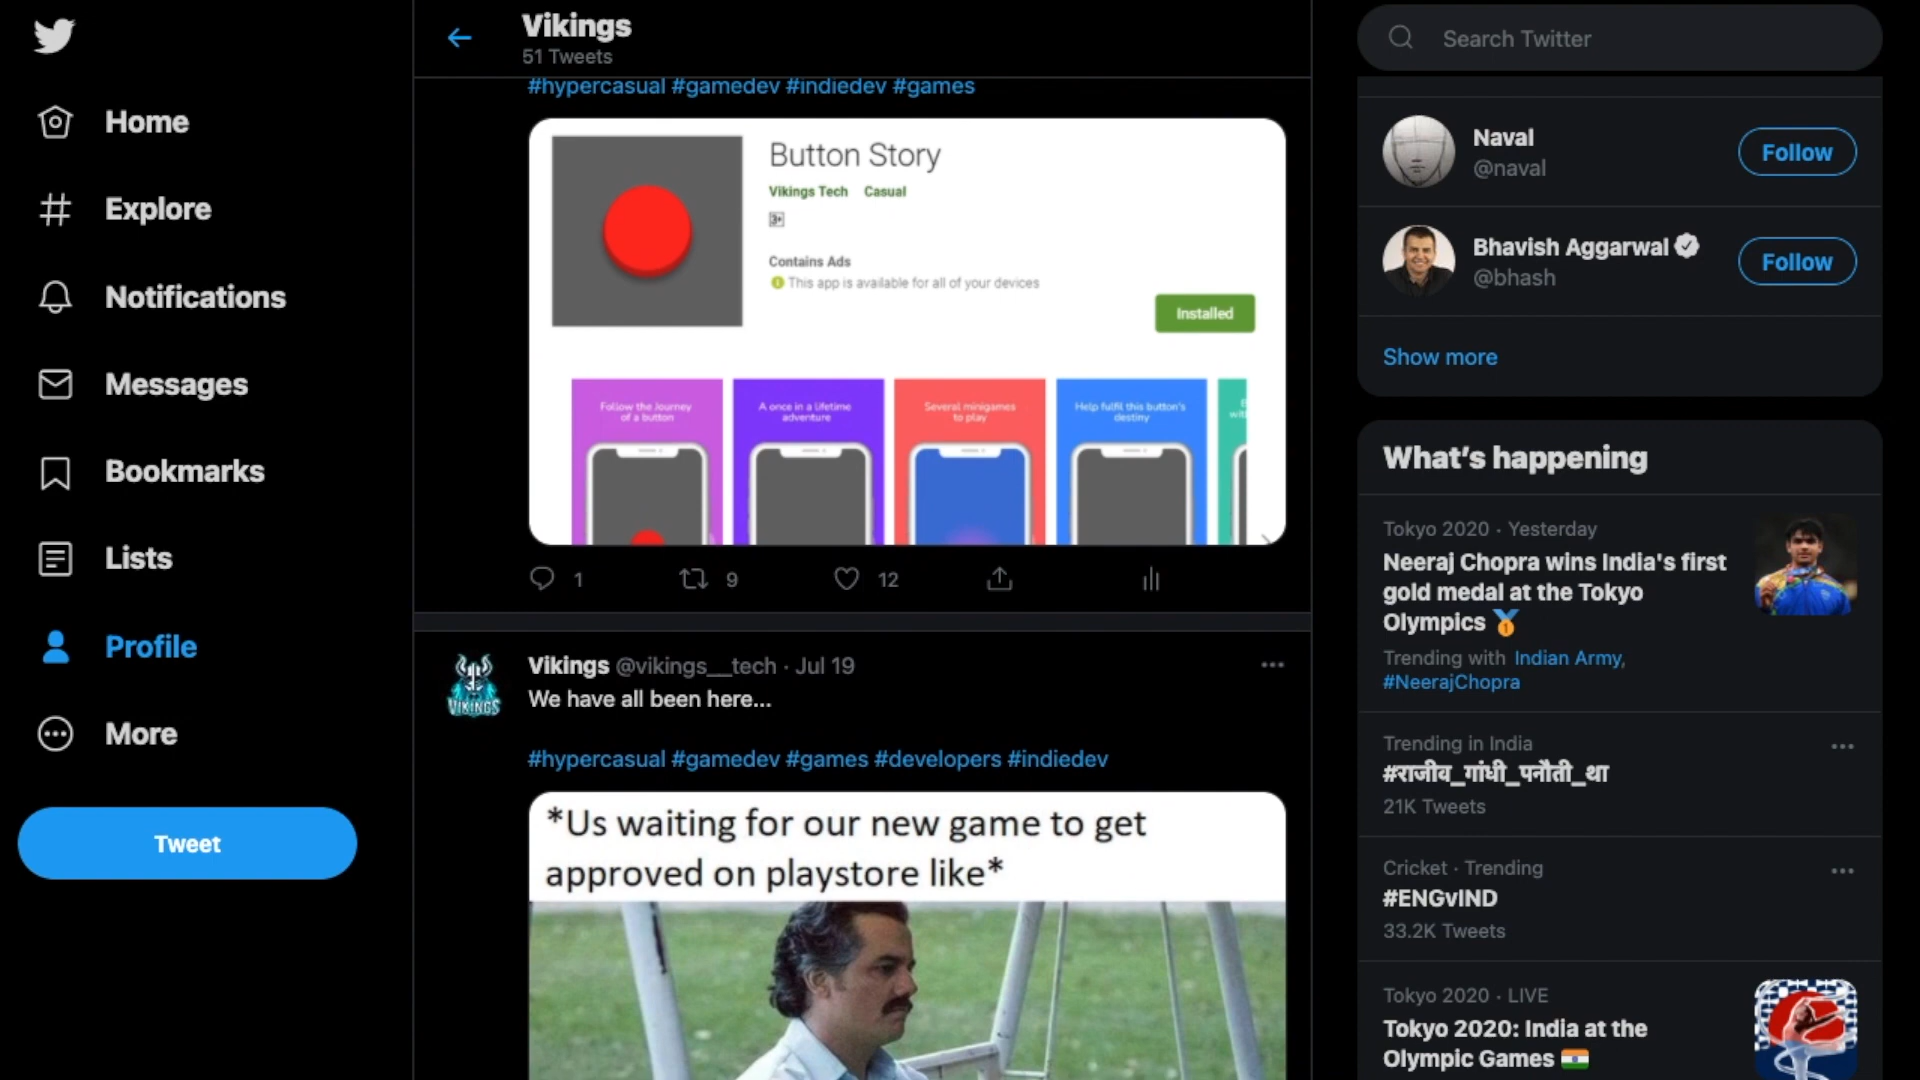 Home
Explore
Notifications
Messages
Bookmarks
Lists
Profile
More
Tweet
Vikings
51 Tweets
#hypercasual #gamedev #indiedev #games
Button Story
Vikings Tech Casual
3+
Contains Ads
This app is available for all of your devices
Installed
Follow the Journey
of a button
A once in a lifetime
adventure
Several minigames
to play
Help fulfil this button's
destiny
1
9
12
VIKINGS
Vikings @vikings__tech · Jul 19
We have all been here...
#hypercasual #gamedev #games #developers #indiedev
*Us waiting for our new game to get
approved on playstore like*
Search Twitter
Naval
@naval
Follow
Bhavish Aggarwal
@bhash
Follow
Show more
What's happening
Tokyo 2020 · Yesterday
Neeraj Chopra wins India's first
gold medal at the Tokyo
Olympics 🥇
Trending with Indian Army,
#NeerajChopra
Trending in India
#राजीव_गांधी_पनौती_था
21K Tweets
Cricket · Trending
#ENGvIND
33.2K Tweets
Tokyo 2020 · LIVE
Tokyo 2020: India at the
Olympic Games 🇮🇳